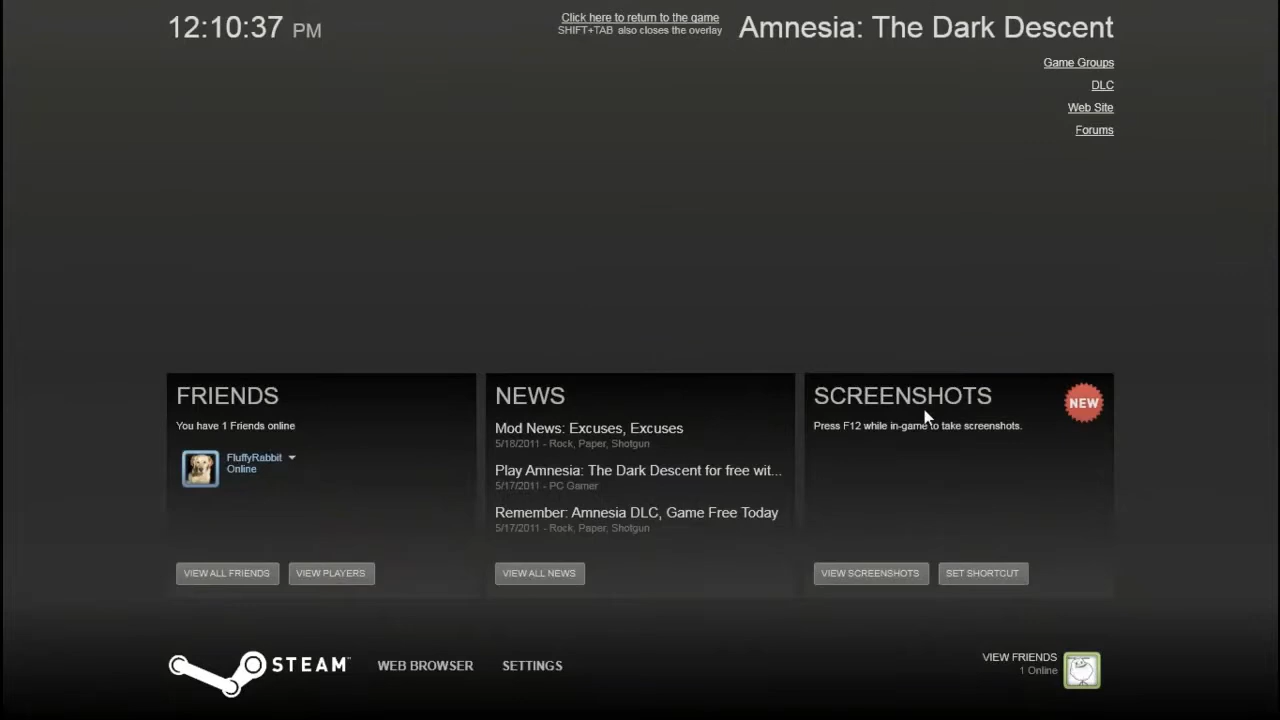 12:10:37 PM
Click here to return to the game
SHIFT+TAB also closes the overlay
Amnesia: The Dark Descent
Game Groups
DLC
Web Site
Forums
FRIENDS
You have 1 Friends online
FluffyRabbit
Online
VIEW ALL FRIENDS
VIEW PLAYERS
NEWS
Mod News: Excuses, Excuses
5/18/2011 - Rock, Paper, Shotgun
Play Amnesia: The Dark Descent for free wit...
5/17/2011 - PC Gamer
Remember: Amnesia DLC, Game Free Today
5/17/2011 - Rock, Paper, Shotgun
VIEW ALL NEWS
SCREENSHOTS
NEW
Press F12 while in-game to take screenshots.
VIEW SCREENSHOTS
SET SHORTCUT
STEAM™
WEB BROWSER
SETTINGS
VIEW FRIENDS
1 Online